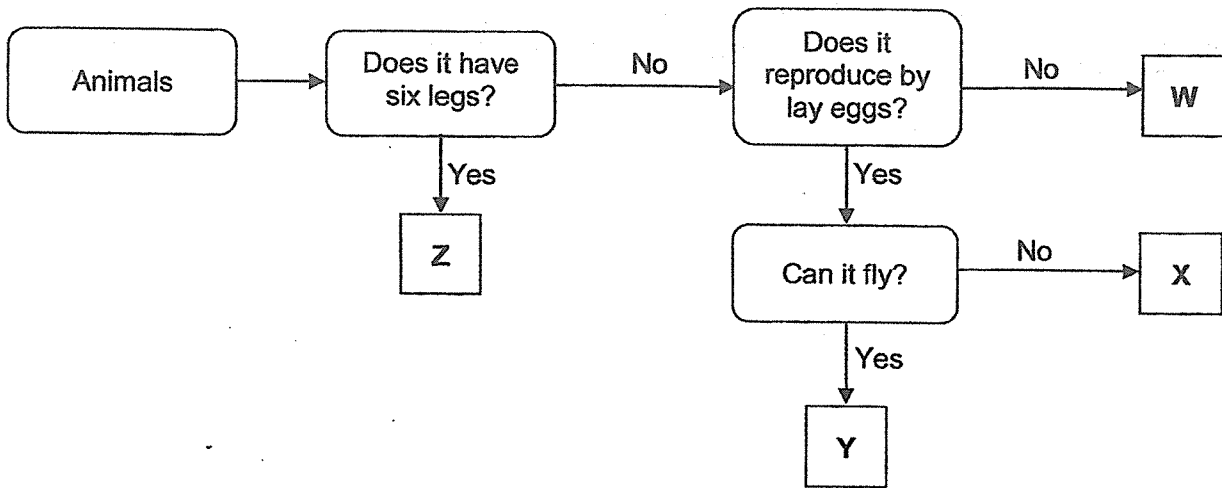 Animals
Does it have
six legs?
No
Does it
reproduce by
lay eggs?
No
W
Yes
Z
Yes
Can it fly?
No
X
Yes
Y